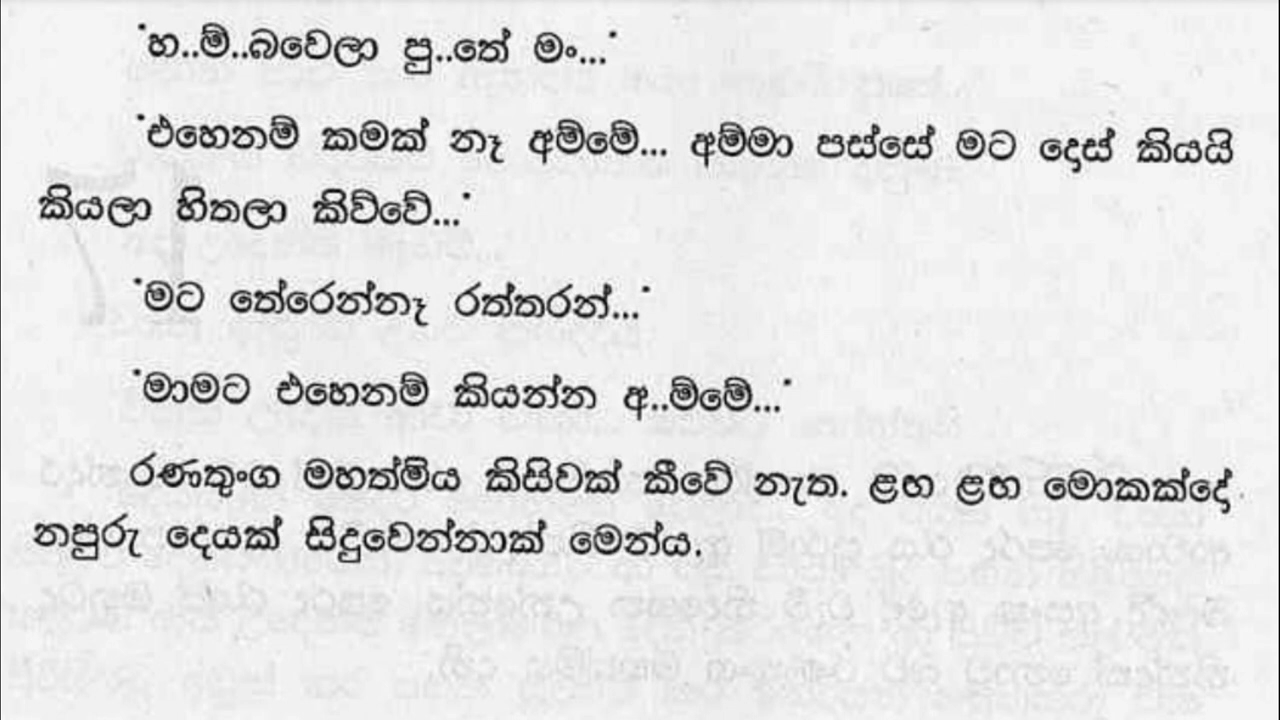 'හ..ම්..බවෙලා පු..තේ මං...'
'එහෙනම් කමක් නෑ අම්මේ... අම්මා පස්සේ මට දොස් කියයි
කියලා හිතලා කිව්වේ...'
'මට තේරෙන්නෑ රත්තරන්...'
'මාමට එහෙනම් කියන්න අ..ම්මේ...'
රණතුංග මහත්මිය කිසිවක් කීවේ නැත. ළඟ ළඟ මොකක්දෝ
නපුරු දෙයක් සිදුවෙන්නාක් මෙන්ය.